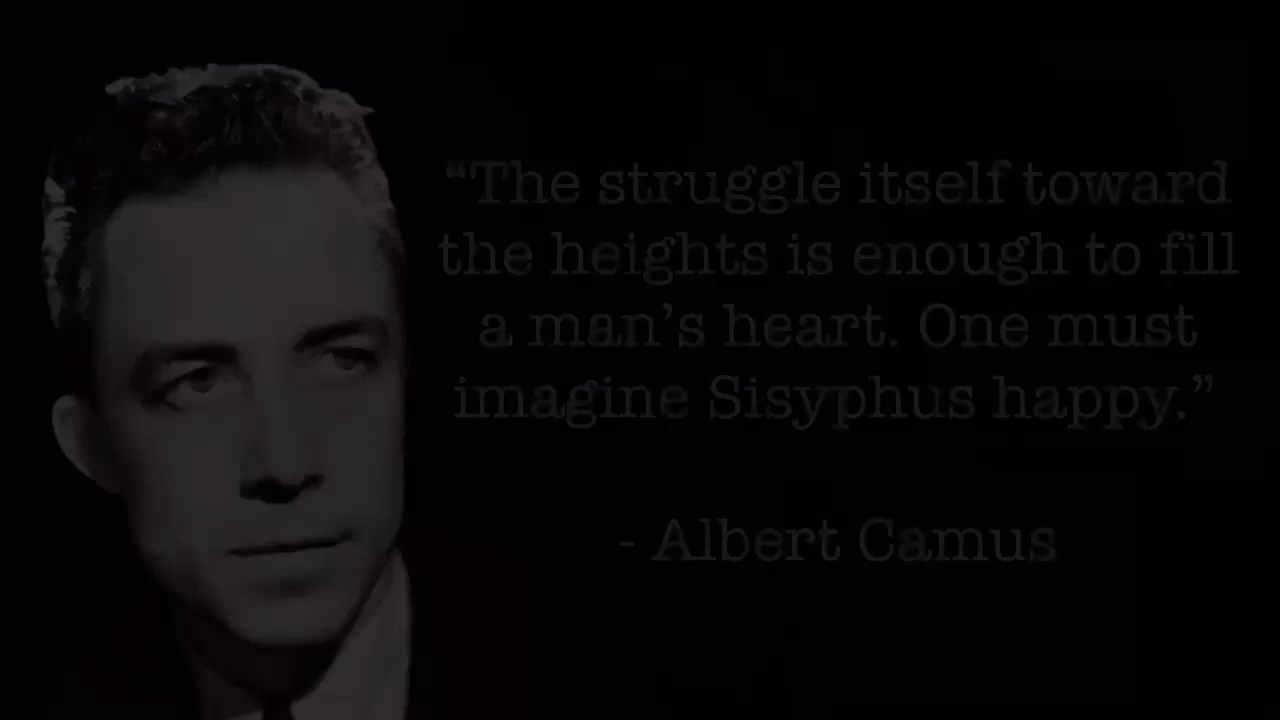 “The struggle itself toward
the heights is enough to fill
a man’s heart. One must
imagine Sisyphus happy.”
- Albert Camus